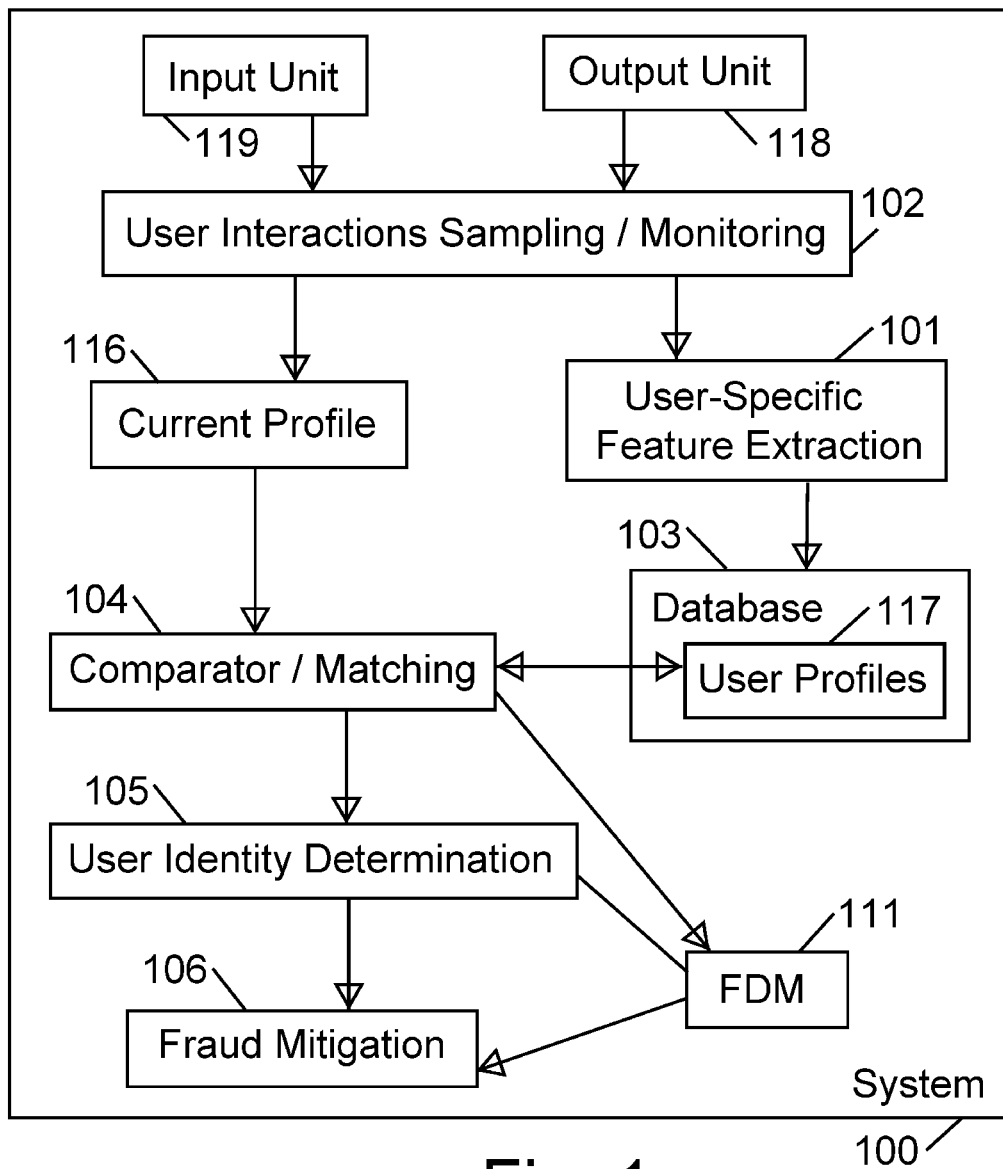 Input Unit
119
Output Unit
118
User Interactions Sampling / Monitoring
102
116
Current Profile
101
User-Specific
Feature Extraction
103
Database
117
User Profiles
104
Comparator / Matching
105
User Identity Determination
111
FDM
106
Fraud Mitigation
System
100